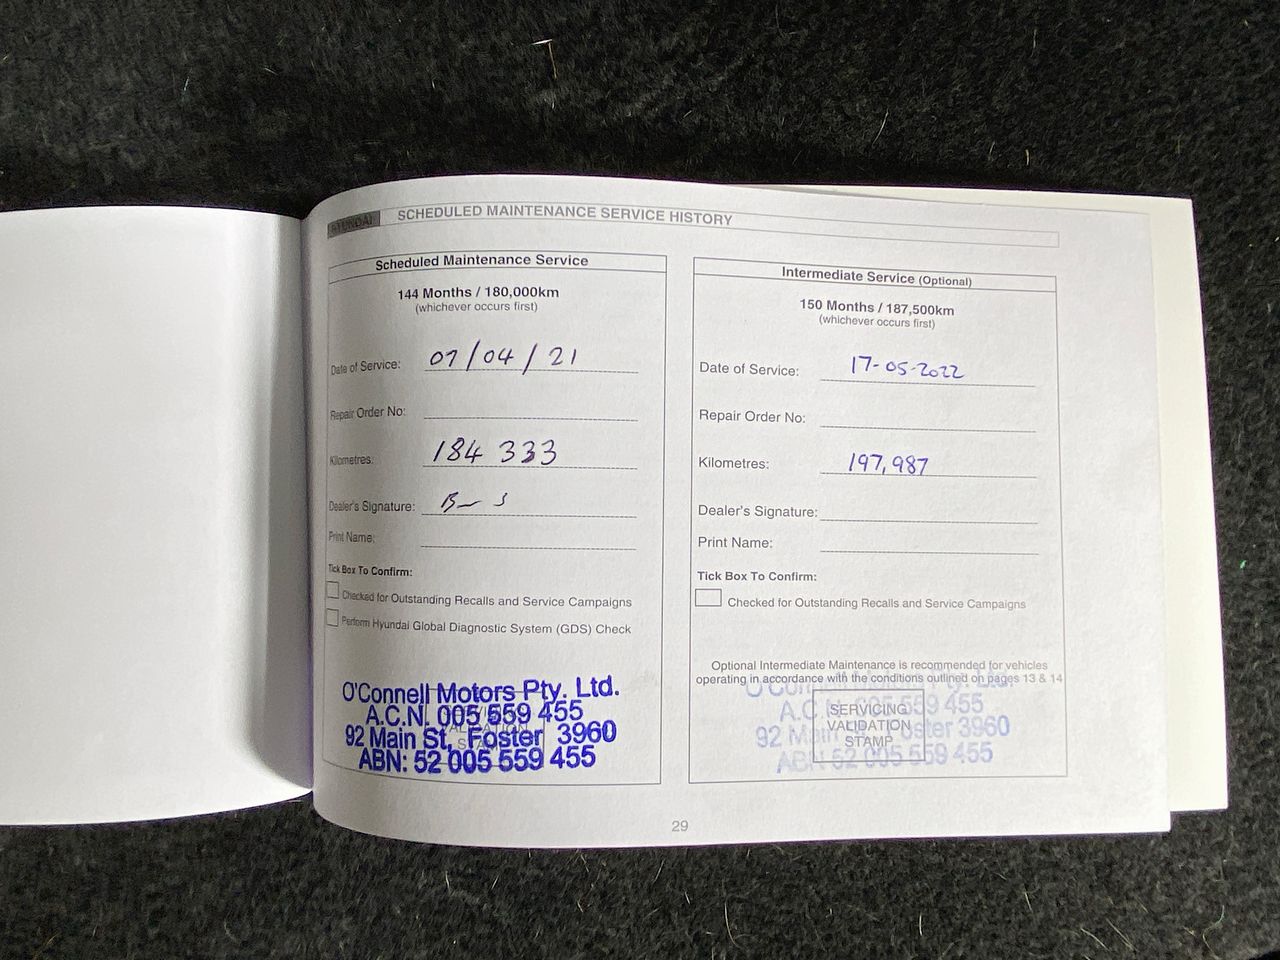 HYUNDAI
SCHEDULED MAINTENANCE SERVICE HISTORY
Scheduled Maintenance Service
144 Months / 180,000km
(whichever occurs first)
Date of Service: 07/04/21
Repair Order No:
Kilometres: 184 333
Dealer's Signature:
Print Name:
Tick Box To Confirm:
Checked for Outstanding Recalls and Service Campaigns
Perform Hyundai Global Diagnostic System (GDS) Check
O'Connell Motors Pty. Ltd.
A.C.N. 005 559 455
92 Main St, Foster 3960
ABN: 52 005 559 455
Intermediate Service (Optional)
150 Months / 187,500km
(whichever occurs first)
Date of Service: 17-05-2022
Repair Order No:
Kilometres: 197,987
Dealer's Signature:
Print Name:
Tick Box To Confirm:
Checked for Outstanding Recalls and Service Campaigns
Optional Intermediate Maintenance is recommended for vehicles
operating in accordance with the conditions outlined on pages 13 & 14
O'Connell Motors Pty. Ltd.
A.C.N. 005 559 455
92 Main St, Foster 3960
ABN: 52 005 559 455
SERVICING
VALIDATION
STAMP
29